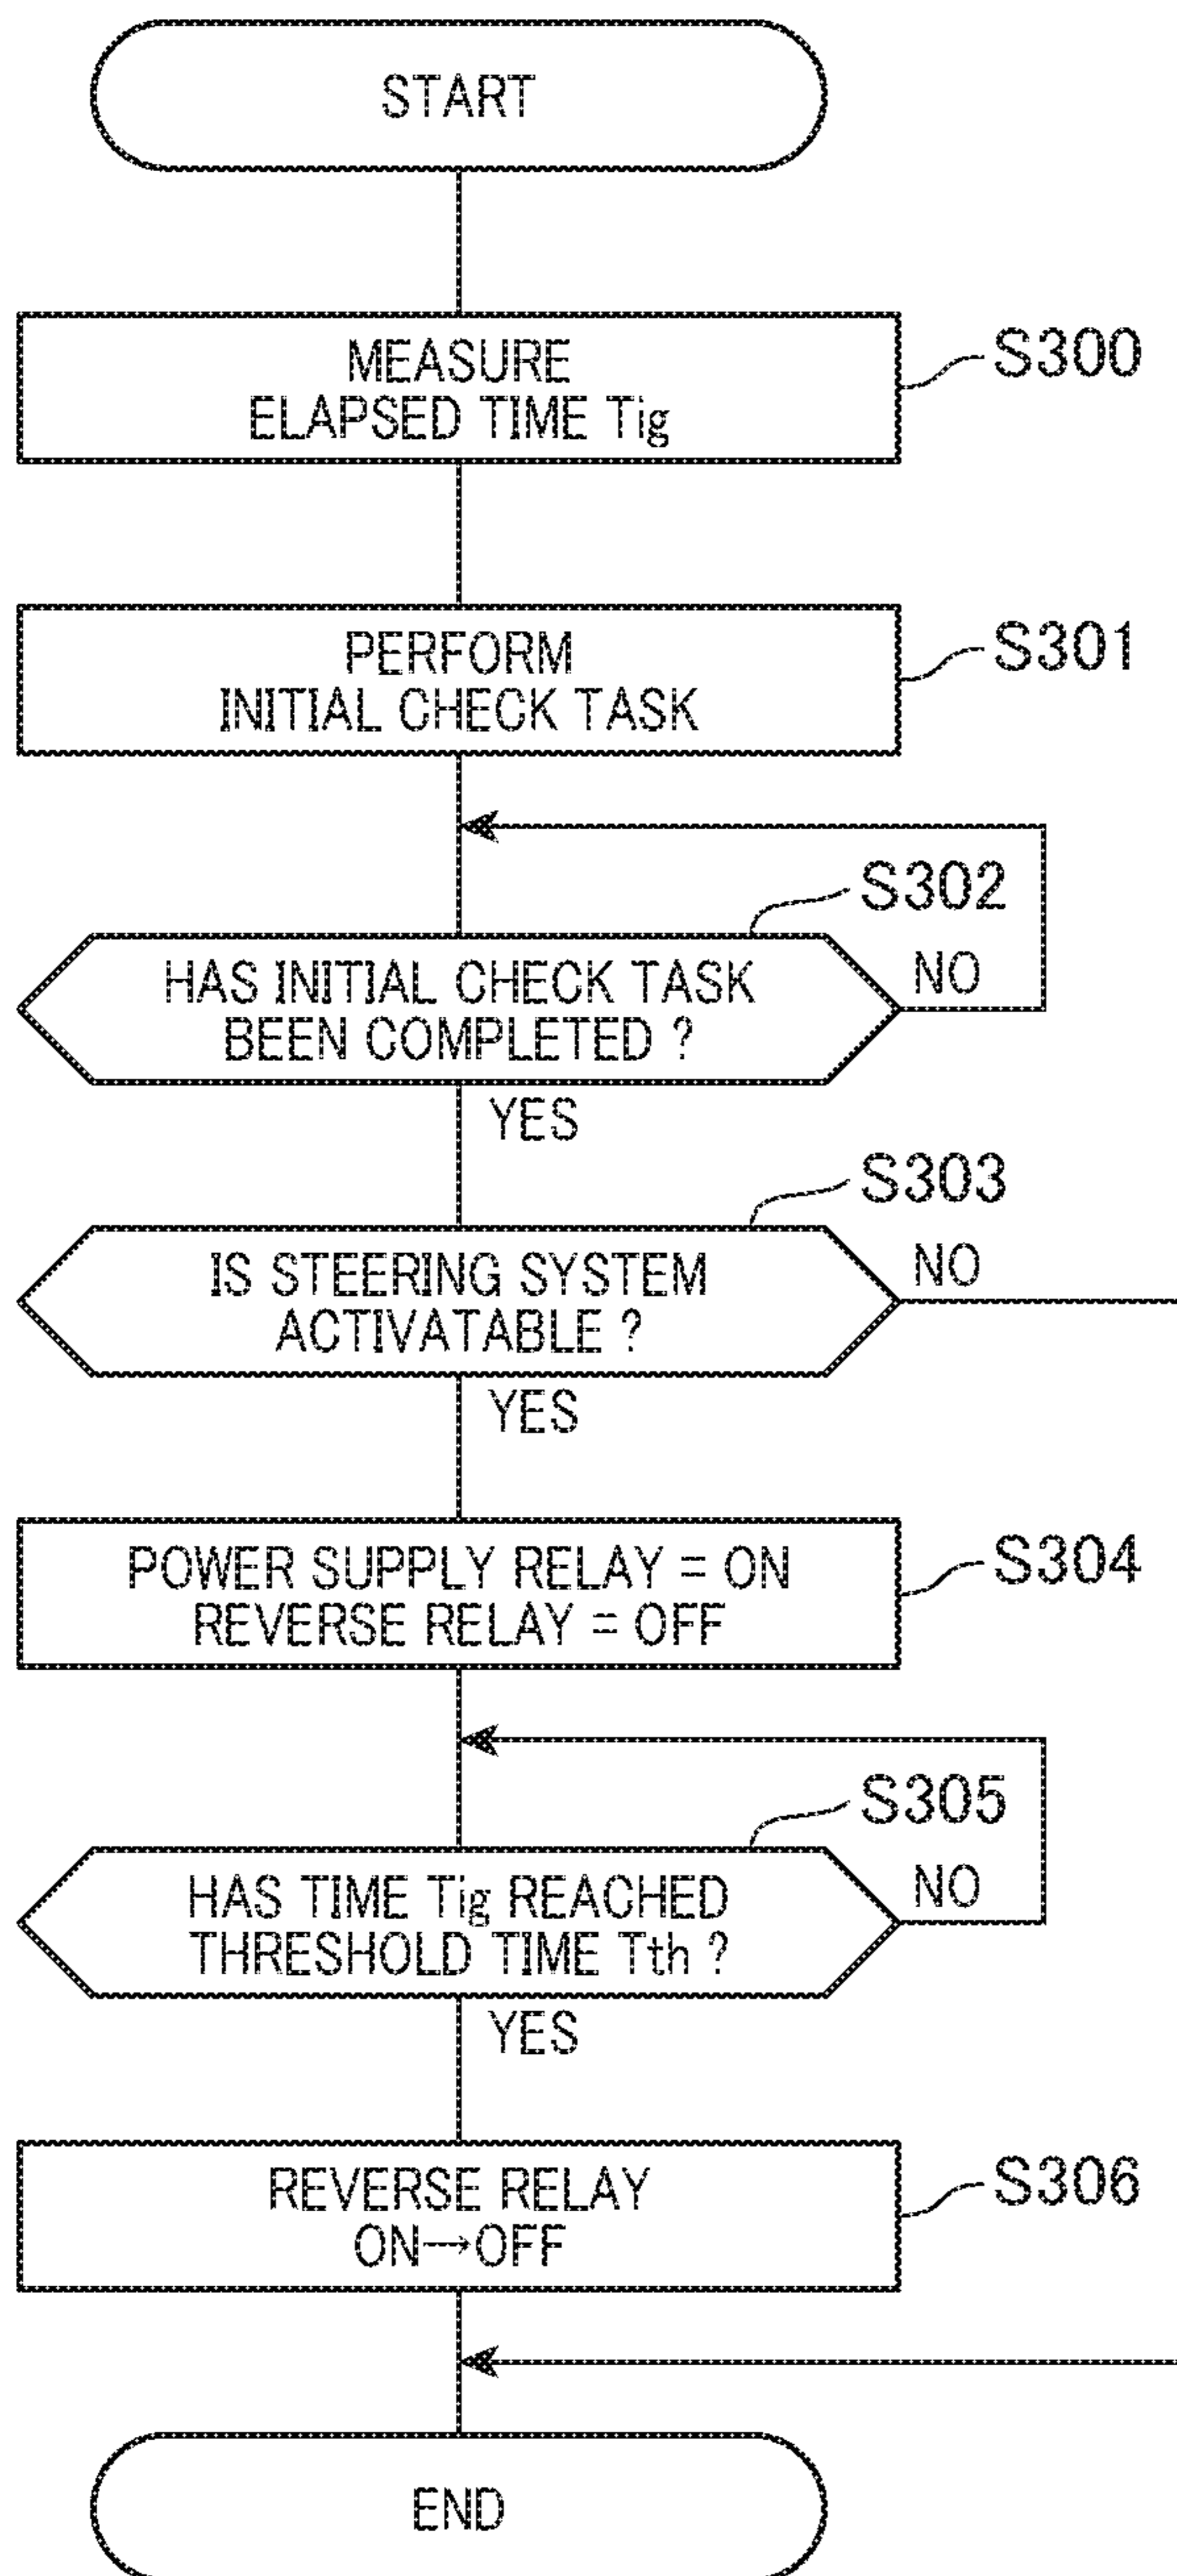 START
MEASURE
ELAPSED TIME Tig
S300
PERFORM
INITIAL CHECK TASK
S301
S302
HAS INITIAL CHECK TASK
BEEN COMPLETED ?
NO
YES
S303
IS STEERING SYSTEM
ACTIVATABLE ?
NO
YES
POWER SUPPLY RELAY = ON
REVERSE RELAY = OFF
S304
S305
HAS TIME Tig REACHED
THRESHOLD TIME Tth ?
NO
YES
REVERSE RELAY
ON→OFF
S306
END